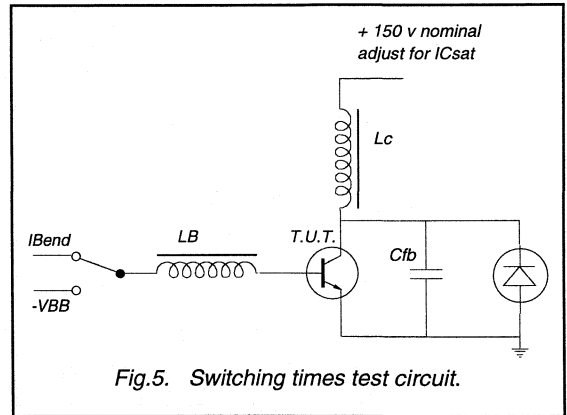 + 150 v nominal
adjust for ICsat
Lc
IBend
LB
T.U.T.
Cfb
-VBB
Fig.5. Switching times test circuit.